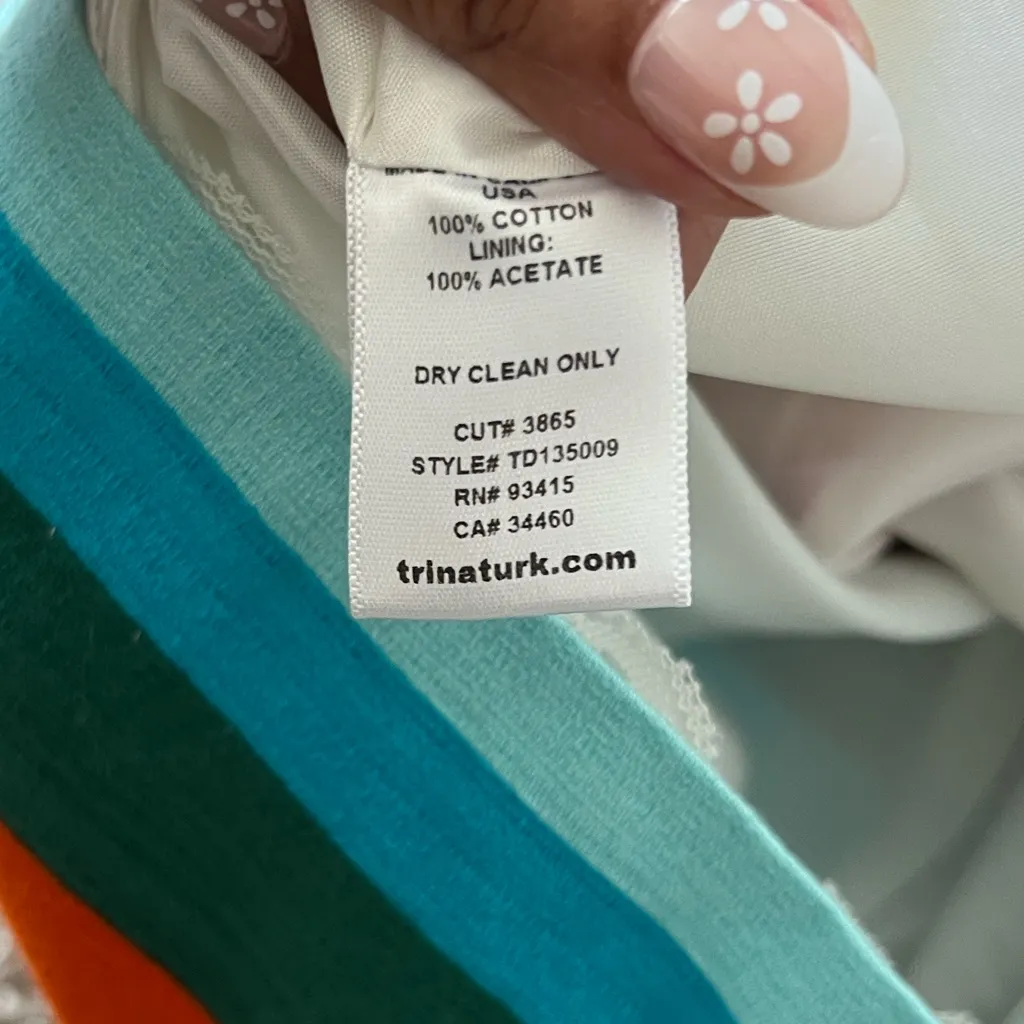 USA
100% COTTON
LINING:
100% ACETATE
DRY CLEAN ONLY
CUT# 3865
STYLE# TD135009
RN# 93415
CA# 34460
trinaturk.com